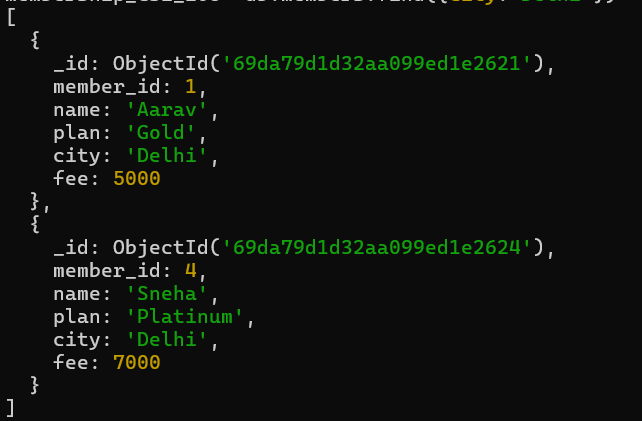 [
  {
    _id: ObjectId('69da79d1d32aa099ed1e2621'),
    member_id: 1,
    name: 'Aarav',
    plan: 'Gold',
    city: 'Delhi',
    fee: 5000
  },
  {
    _id: ObjectId('69da79d1d32aa099ed1e2624'),
    member_id: 4,
    name: 'Sneha',
    plan: 'Platinum',
    city: 'Delhi',
    fee: 7000
  }
]